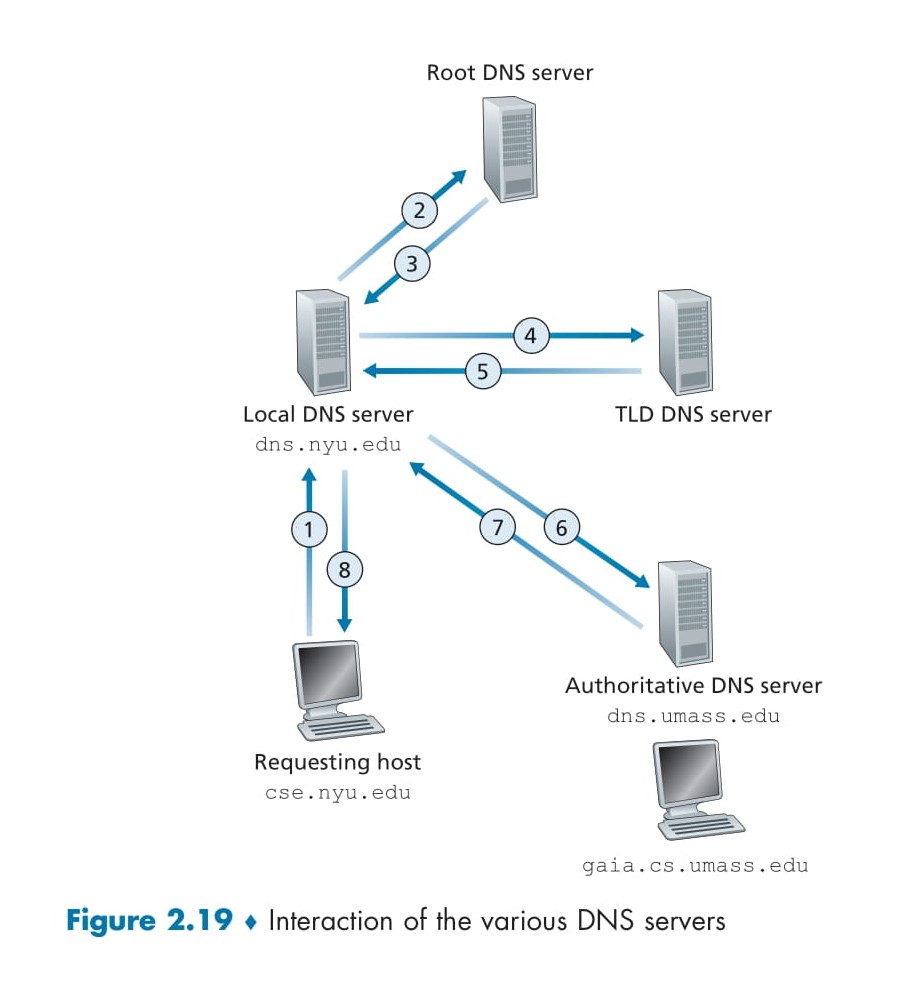 Root DNS server
2
3
4
5
Local DNS server
dns.nyu.edu
TLD DNS server
1
8
7
6
Authoritative DNS server
dns.umass.edu
Requesting host
cse.nyu.edu
gaia.cs.umass.edu
Figure 2.19 ♦ Interaction of the various DNS servers